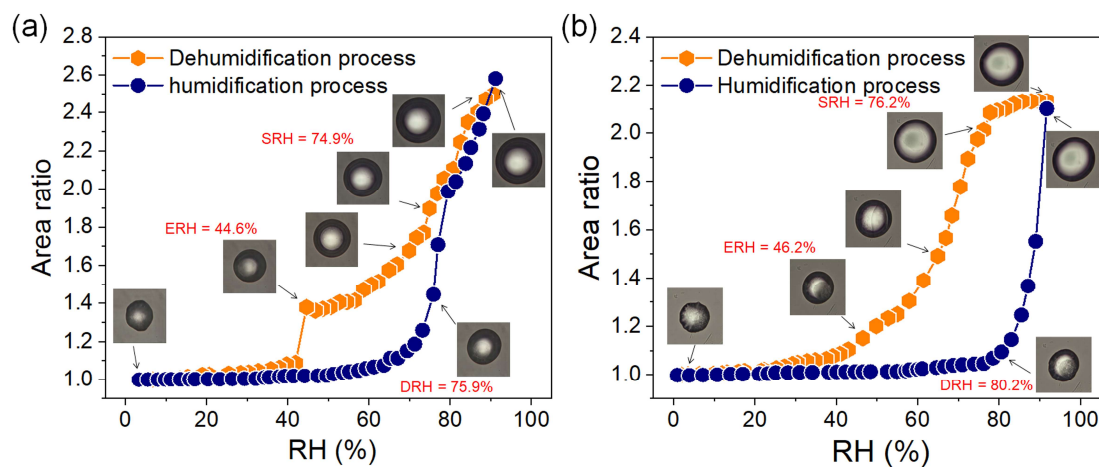 (a)
2.8
2.6
2.4
2.2
2.0
1.8
1.6
1.4
1.2
1.0
Area ratio
Dehumidification process
humidification process
SRH = 74.9%
ERH = 44.6%
DRH = 75.9%
0
20
40
60
80
100
RH (%)
(b)
2.4
2.2
2.0
1.8
1.6
1.4
1.2
1.0
Area ratio
Dehumidification process
Humidification process
SRH = 76.2%
ERH = 46.2%
DRH = 80.2%
0
20
40
60
80
100
RH (%)